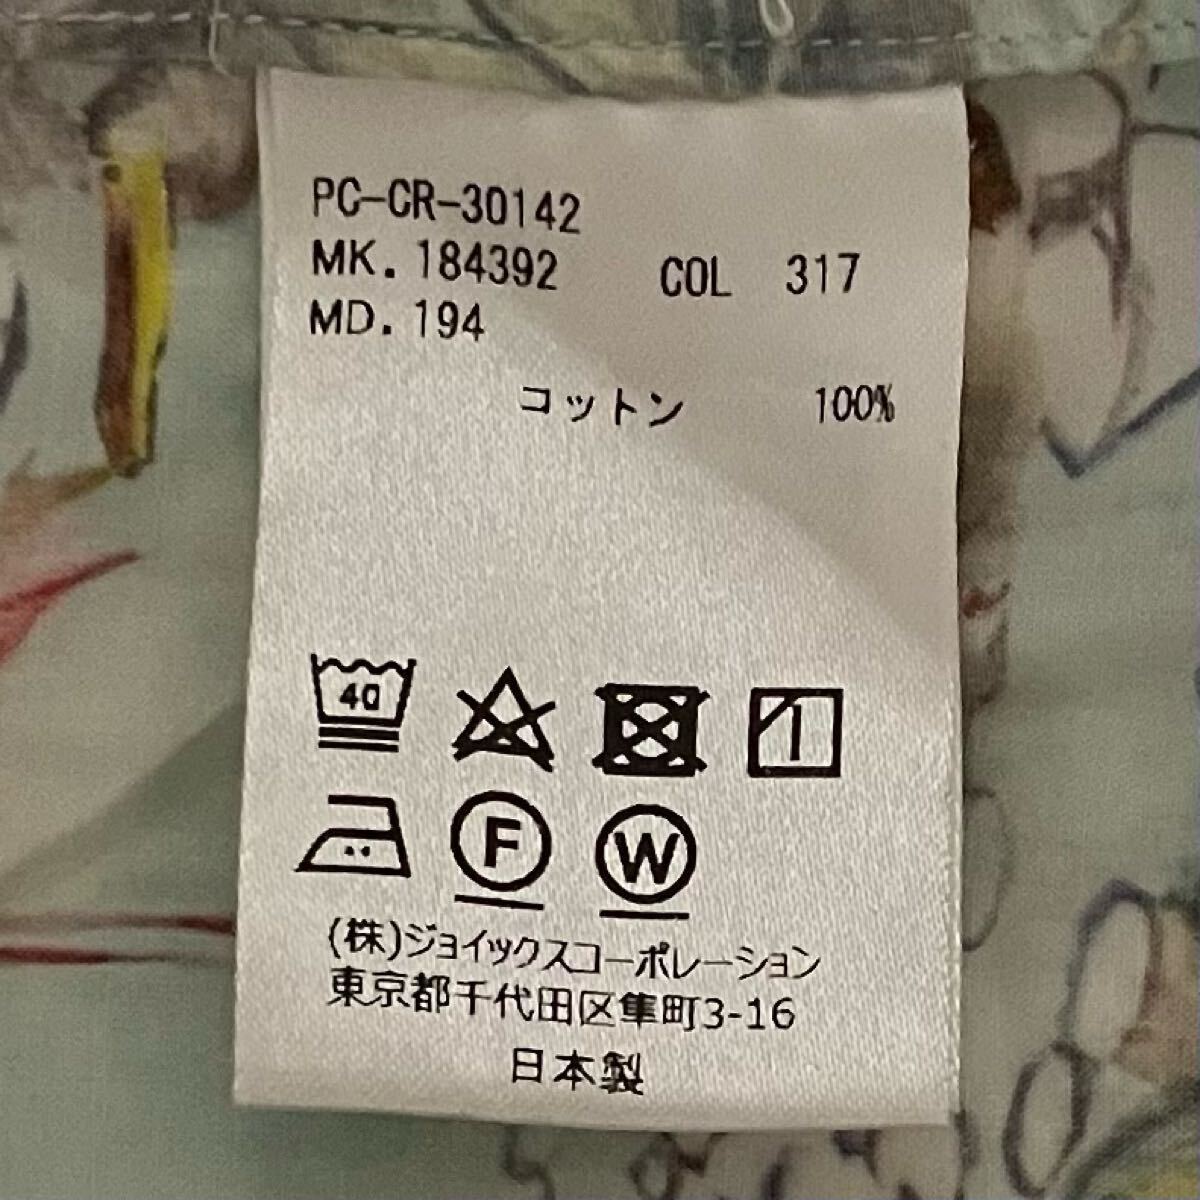 PC-CR-30142
MK. 184392 COL 317
MD. 194
コットン 100%
40
F W
(株)ジョイックスコーポレーション
東京都千代田区隼町3-16
日本製